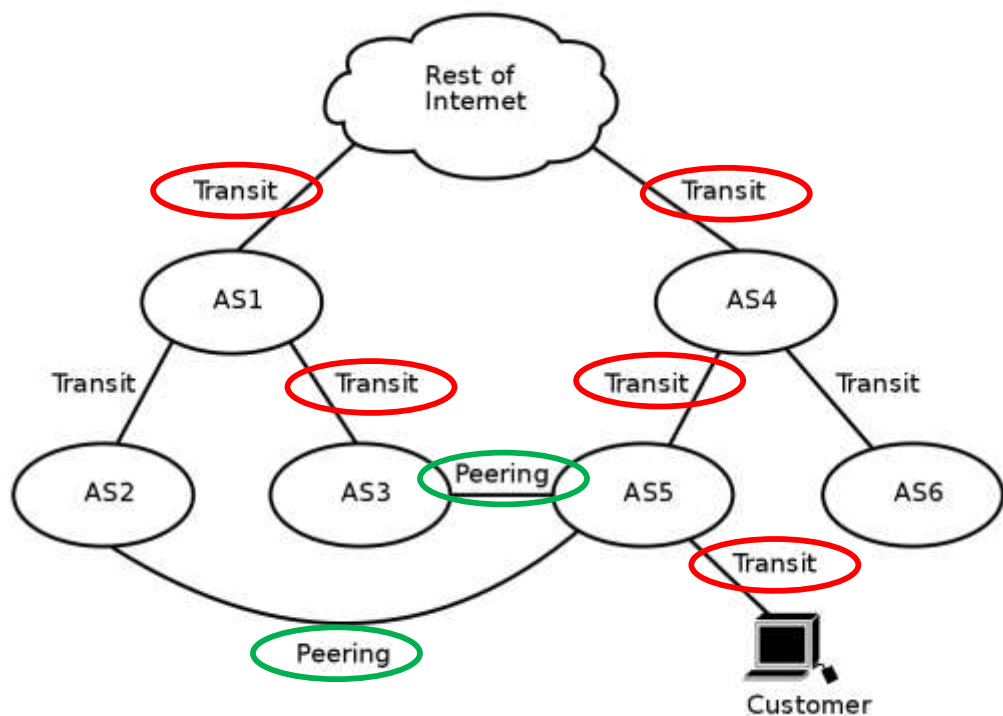 Rest of
Internet
Transit
Transit
AS1
AS4
Transit
Transit
Transit
Transit
AS2
AS3
Peering
AS5
AS6
Transit
Peering
Customer